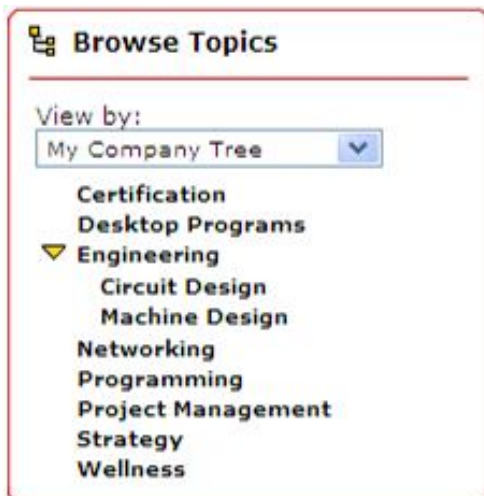 Browse Topics
View by:
My Company Tree
Certification
Desktop Programs
Engineering
Circuit Design
Machine Design
Networking
Programming
Project Management
Strategy
Wellness